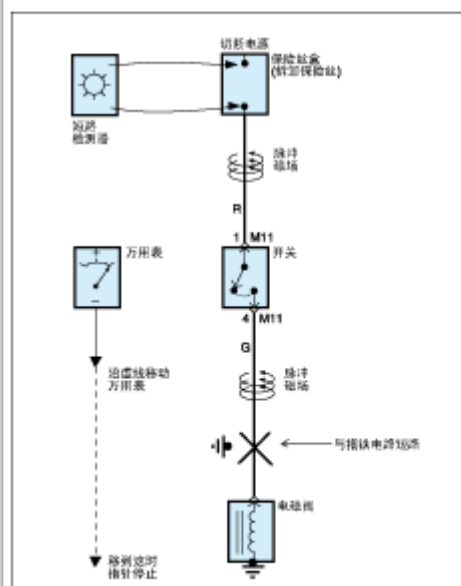 切断电源
保险丝盒
(拆卸保险丝)
短路
检测器
脉冲
磁场
R
1 M11
万用表
+
开关
−
4 M11
G
沿虚线移动
万用表
脉冲
磁场
与搭铁电路短路
电磁阀
移到这时
指针停止